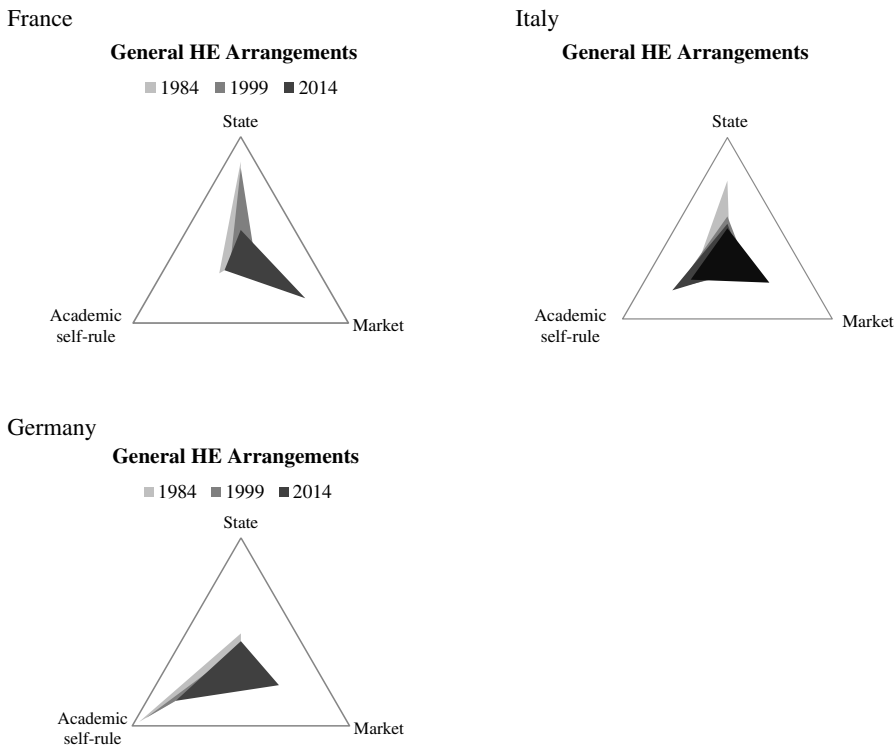 France
General HE Arrangements
1984 1999 2014
State
Academic
self-rule
Market
Italy
General HE Arrangements
State
Academic
self-rule
Market
Germany
General HE Arrangements
1984 1999 2014
State
Academic
self-rule
Market